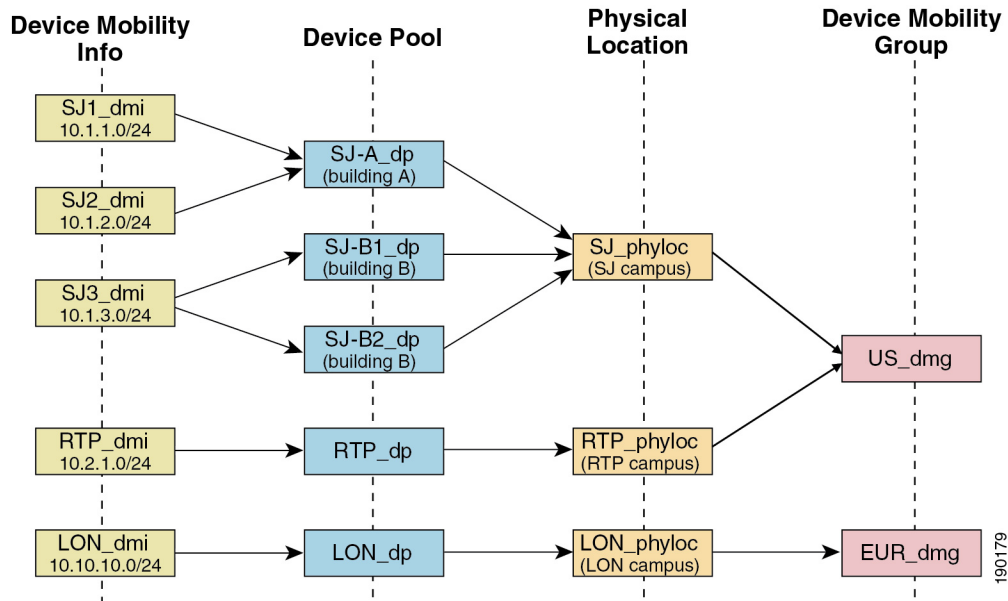 Device Mobility
Info
Device Pool
Physical
Location
Device Mobility
Group
SJ1_dmi
10.1.1.0/24
SJ2_dmi
10.1.2.0/24
SJ3_dmi
10.1.3.0/24
RTP_dmi
10.2.1.0/24
LON_dmi
10.10.10.0/24
SJ-A_dp
(building A)
SJ-B1_dp
(building B)
SJ-B2_dp
(building B)
RTP_dp
LON_dp
SJ_phyloc
(SJ campus)
RTP_phyloc
(RTP campus)
LON_phyloc
(LON campus)
US_dmg
EUR_dmg
190179